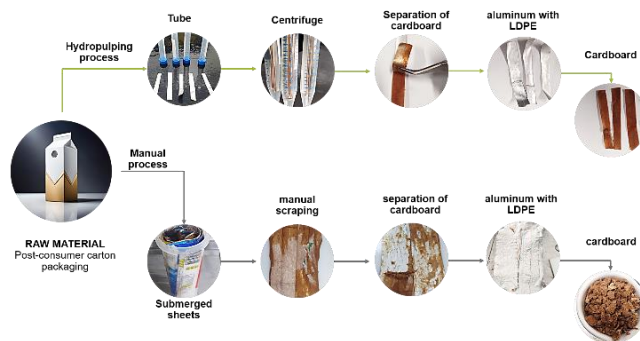 Tube
Centrifuge
Separation of
cardboard
aluminum with
LDPE
Hydropulping
process
Cardboard
Manual
process
manual
scraping
separation of
cardboard
aluminum with
LDPE
cardboard
RAW MATERIAL
Post-consumer carton
packaging
Submerged
sheets